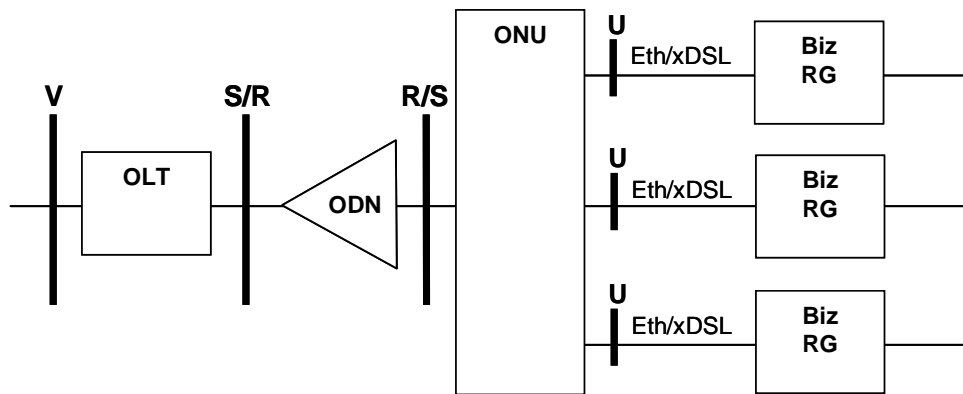 V
OLT
S/R
ODN
R/S
ONU
U
Eth/xDSL
Biz
RG
U
Eth/xDSL
Biz
RG
U
Eth/xDSL
Biz
RG